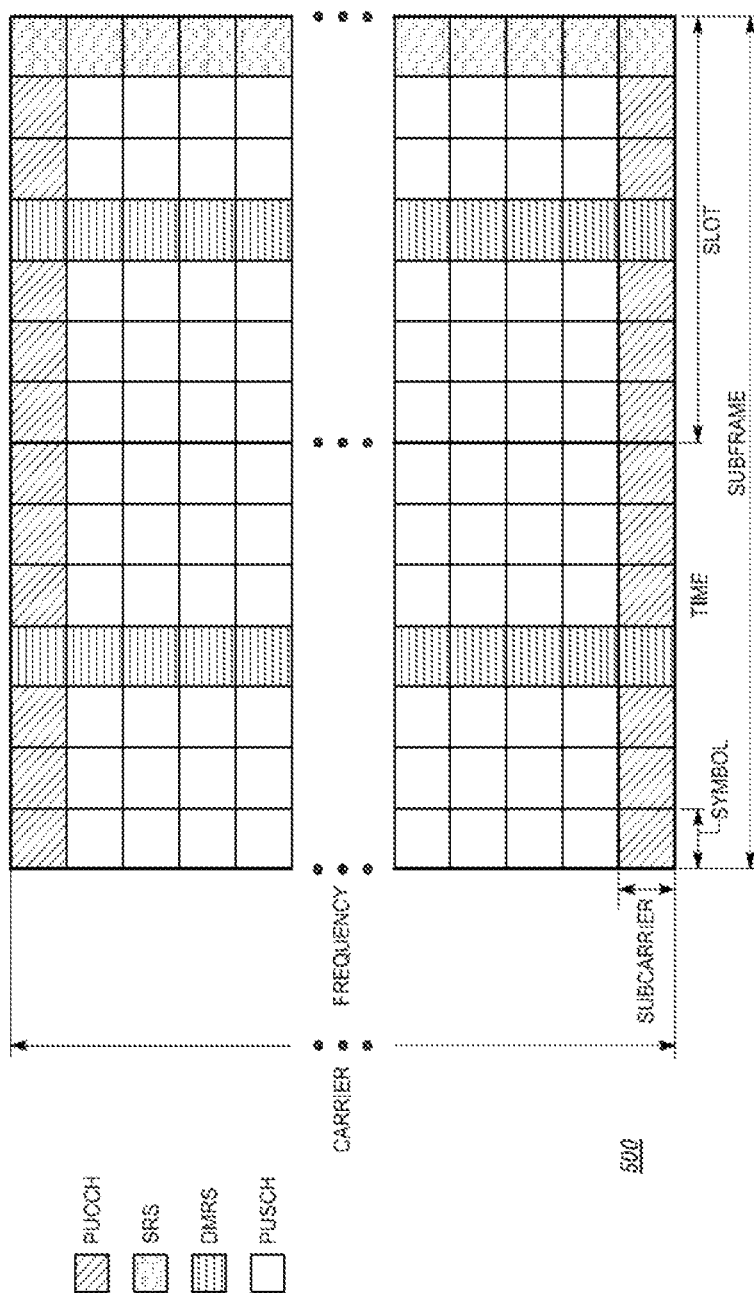 PUCCH
SRS
DMRS
PUSCH
CARRIER
FREQUENCY
SUBCARRIER
SYMBOL
TIME
SLOT
SUBFRAME
500